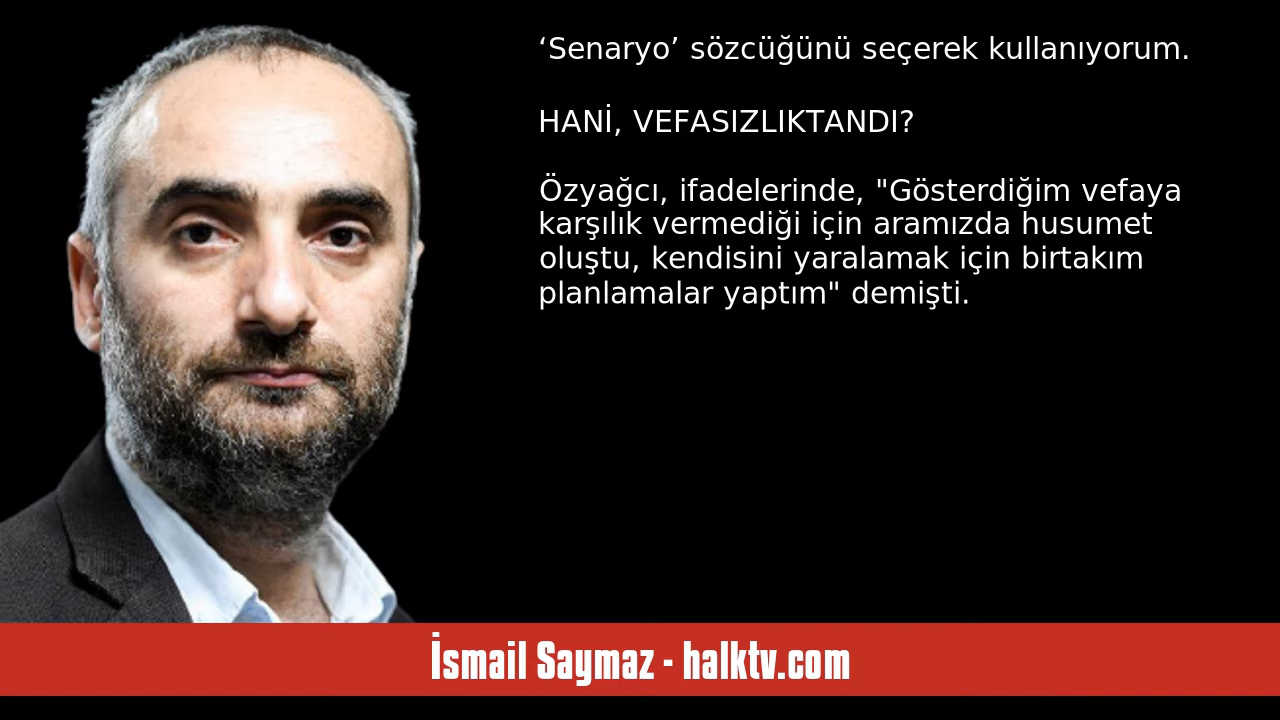 ‘Senaryo’ sözcüğünü seçerek kullanıyorum.
HANİ, VEFASIZLIKTANDI?
Özyağcı, ifadelerinde, "Gösterdiğim vefaya
karşılık vermediği için aramızda husumet
oluştu, kendisini yaralamak için birtakım
planlamalar yaptım" demişti.
İsmail Saymaz - halktv.com